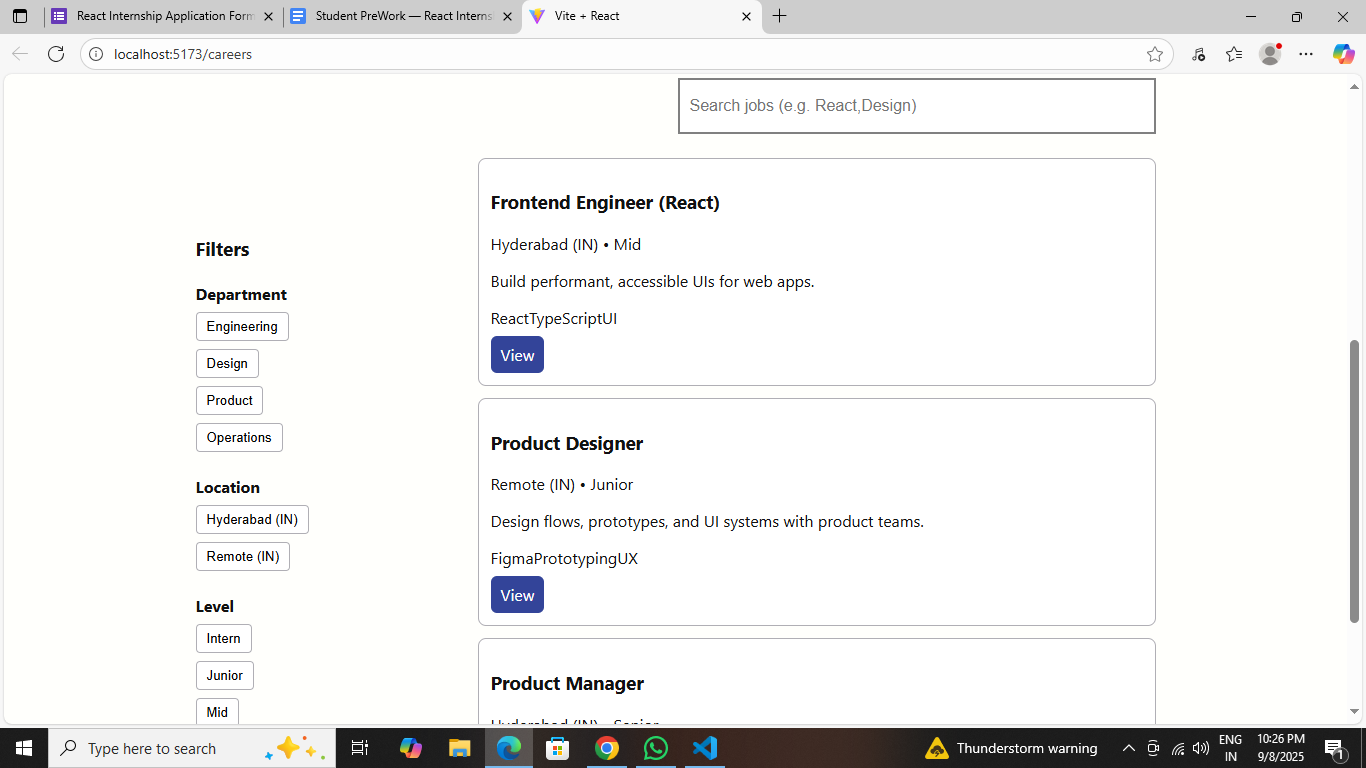 React Internship Application Form
Student PreWork — React Interns
Vite + React
localhost:5173/careers
Search jobs (e.g. React,Design)
Filters
Department
Engineering
Design
Product
Operations
Location
Hyderabad (IN)
Remote (IN)
Level
Intern
Junior
Mid
Frontend Engineer (React)
Hyderabad (IN) • Mid
Build performant, accessible UIs for web apps.
ReactTypeScriptUI
View
Product Designer
Remote (IN) • Junior
Design flows, prototypes, and UI systems with product teams.
FigmaPrototypingUX
View
Product Manager
Hyderabad (IN) • Senior
Type here to search
Thunderstorm warning
ENG
IN
10:26 PM
9/8/2025
1